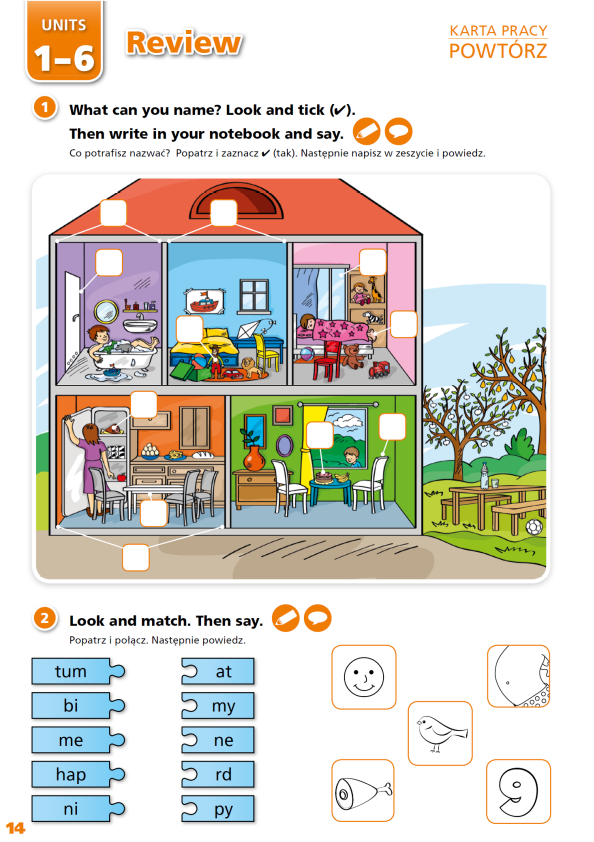 UNITS
1–6
Review
KARTA PRACY
POWTÓRZ
1 What can you name? Look and tick (✔).
Then write in your notebook and say.
Co potrafisz nazwać? Popatrz i zaznacz ✔ (tak). Następnie napisz w zeszycie i powiedz.
2 Look and match. Then say.
Popatrz i połącz. Następnie powiedz.
tum at
bi my
me ne
hap rd
ni py
9
14